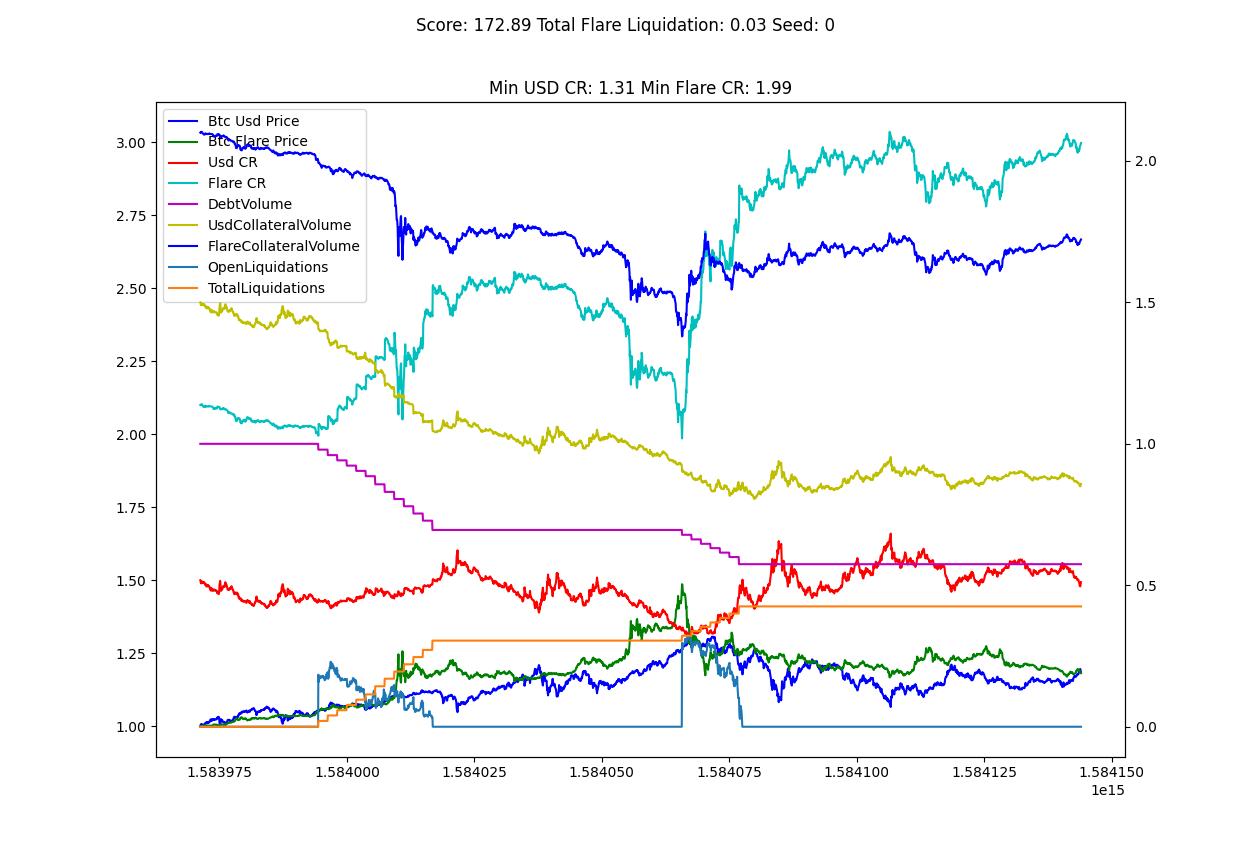 Score: 172.89 Total Flare Liquidation: 0.03 Seed: 0
Min USD CR: 1.31 Min Flare CR: 1.99
Btc Usd Price
Btc Flare Price
Usd CR
Flare CR
DebtVolume
UsdCollateralVolume
FlareCollateralVolume
OpenLiquidations
TotalLiquidations
3.00
2.75
2.50
2.25
2.00
1.75
1.50
1.25
1.00
2.0
1.5
1.0
0.5
0.0
1.583975 1.584000 1.584025 1.584050 1.584075 1.584100 1.584125 1.584150
1e15